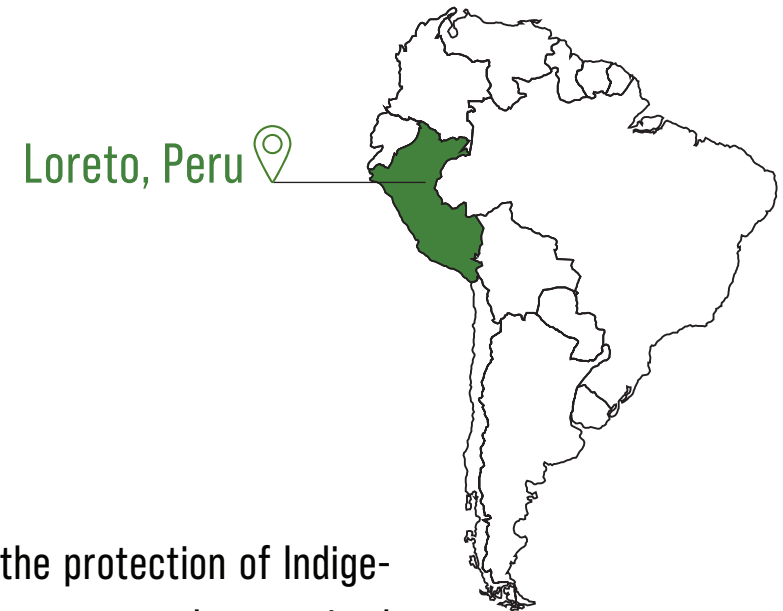 Loreto, Peru
the protection of Indige-